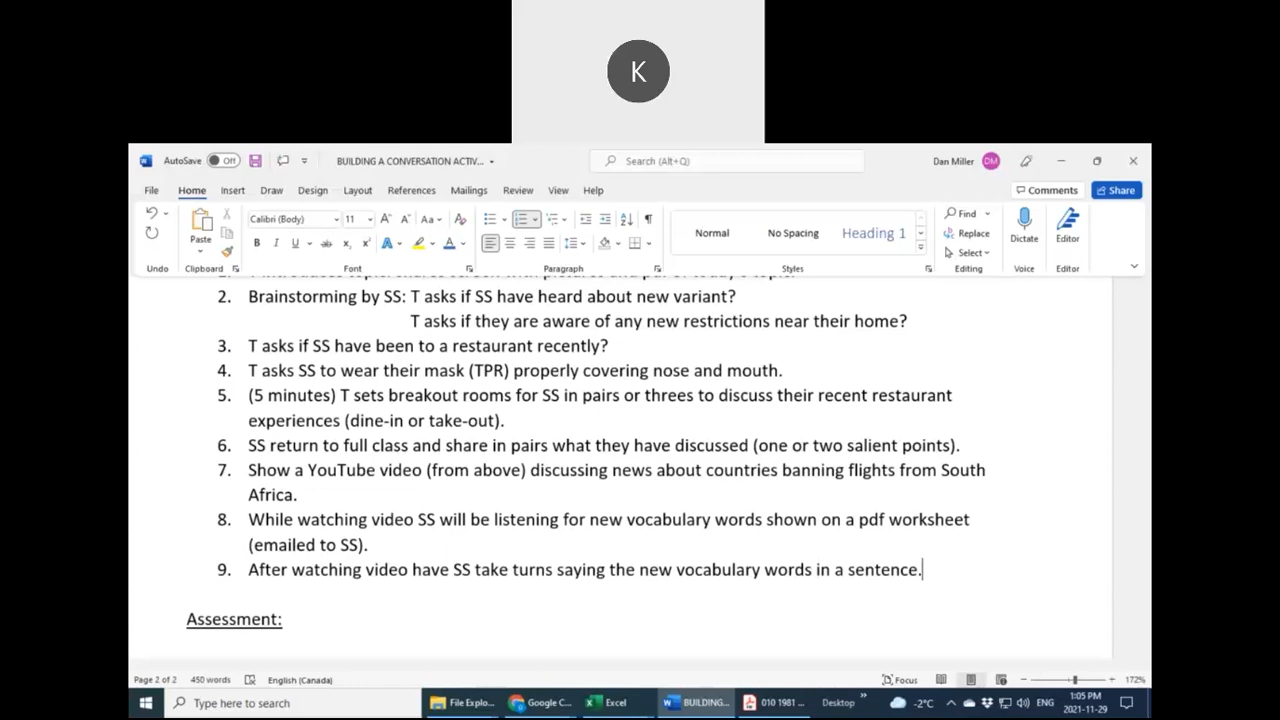 K
AutoSave Off BUILDING A CONVERSATION ACTIV... Search (Alt+Q) Dan Miller DM
File Home Insert Draw Design Layout References Mailings Review View Help Comments Share
Calibri (Body) 11 Aa Normal No Spacing Heading 1 Find
Paste Replace Dictate Editor
B I U ab x₂ x² A A Select
Undo Clipboard Font Paragraph Styles Editing Voice Editor
2. Brainstorming by SS: T asks if SS have heard about new variant?
T asks if they are aware of any new restrictions near their home?
3. T asks if SS have been to a restaurant recently?
4. T asks SS to wear their mask (TPR) properly covering nose and mouth.
5. (5 minutes) T sets breakout rooms for SS in pairs or threes to discuss their recent restaurant
experiences (dine-in or take-out).
6. SS return to full class and share in pairs what they have discussed (one or two salient points).
7. Show a YouTube video (from above) discussing news about countries banning flights from South
Africa.
8. While watching video SS will be listening for new vocabulary words shown on a pdf worksheet
(emailed to SS).
9. After watching video have SS take turns saying the new vocabulary words in a sentence.
Assessment:
Page 2 of 2 450 words English (Canada) Focus 172%
Type here to search File Explo... Google C... Excel BUILDING... 010 1981 ... Desktop -2°C ENG 1:05 PM
2021-11-29